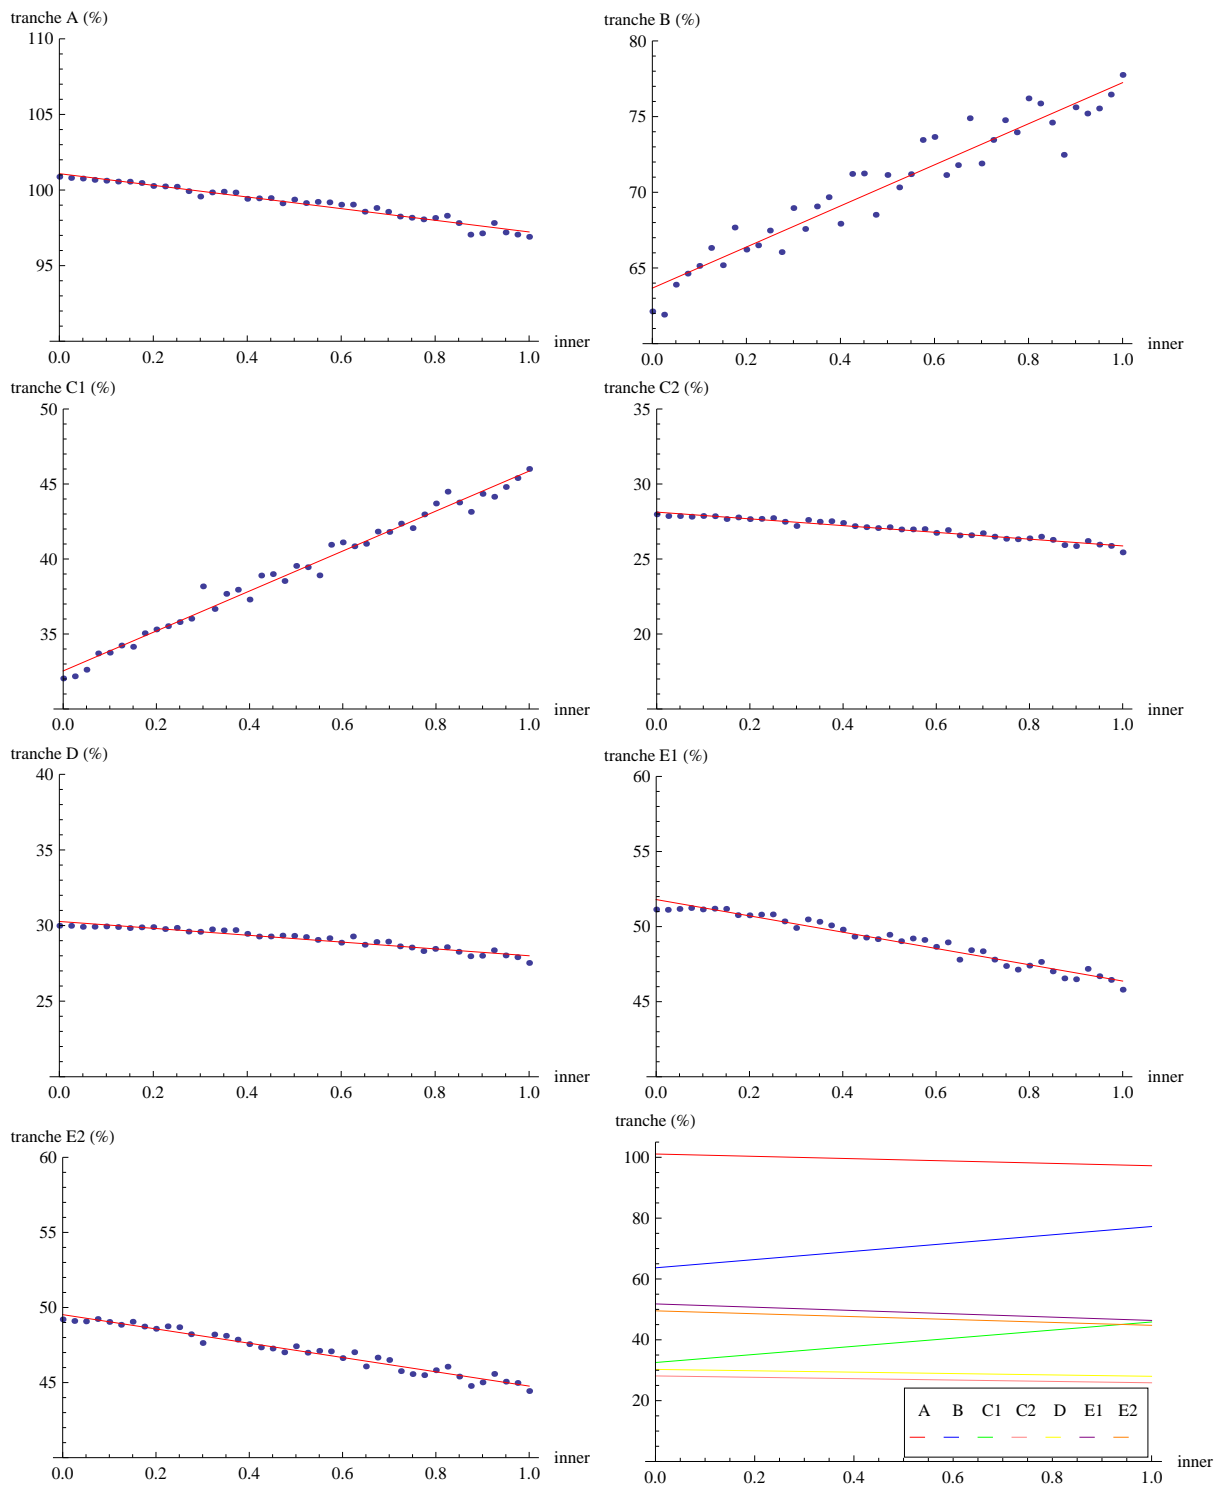 tranche A (%)
110
105
100
95
0.0 0.2 0.4 0.6 0.8 1.0
inner
tranche B (%)
80
75
70
65
0.0 0.2 0.4 0.6 0.8 1.0
inner
tranche C1 (%)
50
45
40
35
0.0 0.2 0.4 0.6 0.8 1.0
inner
tranche C2 (%)
35
30
25
20
0.0 0.2 0.4 0.6 0.8 1.0
inner
tranche D (%)
40
35
30
25
0.0 0.2 0.4 0.6 0.8 1.0
inner
tranche E1 (%)
60
55
50
45
0.0 0.2 0.4 0.6 0.8 1.0
inner
tranche E2 (%)
60
55
50
45
0.0 0.2 0.4 0.6 0.8 1.0
inner
tranche (%)
100
80
60
40
20
A B C1 C2 D E1 E2
0.0 0.2 0.4 0.6 0.8 1.0
inner